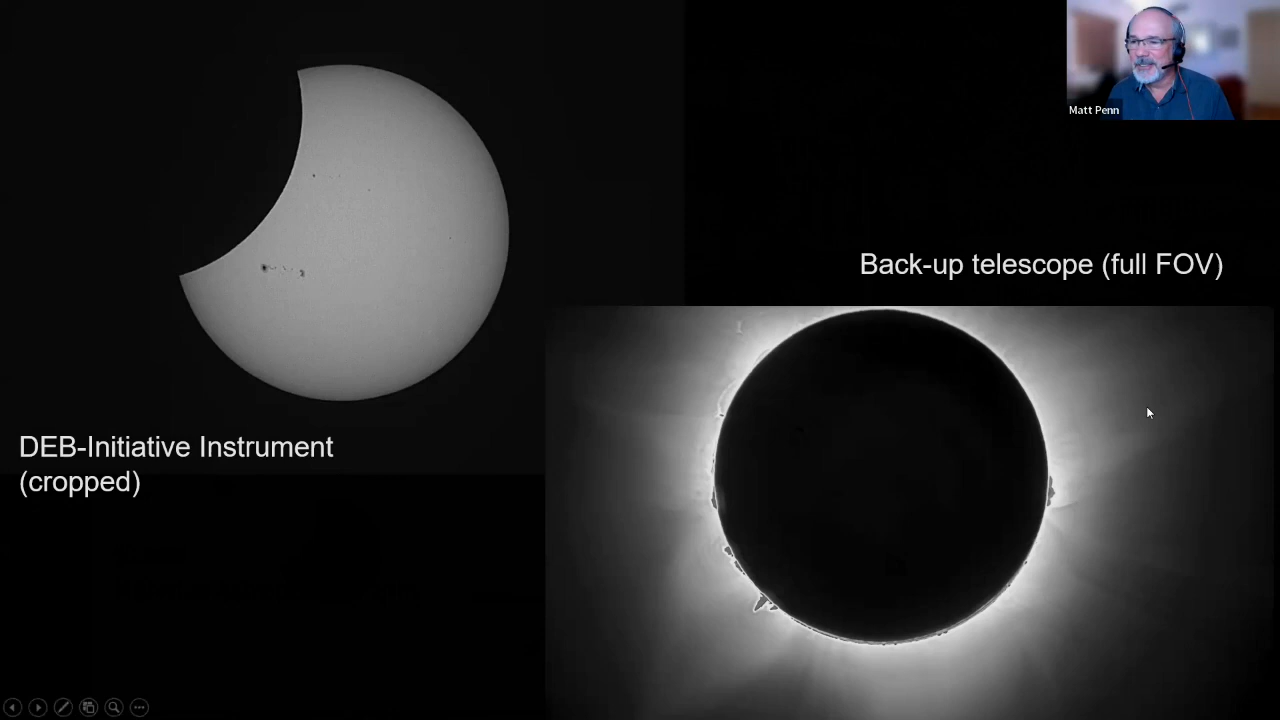 Matt Penn
Back-up telescope (full FOV)
DEB-Initiative Instrument
(cropped)